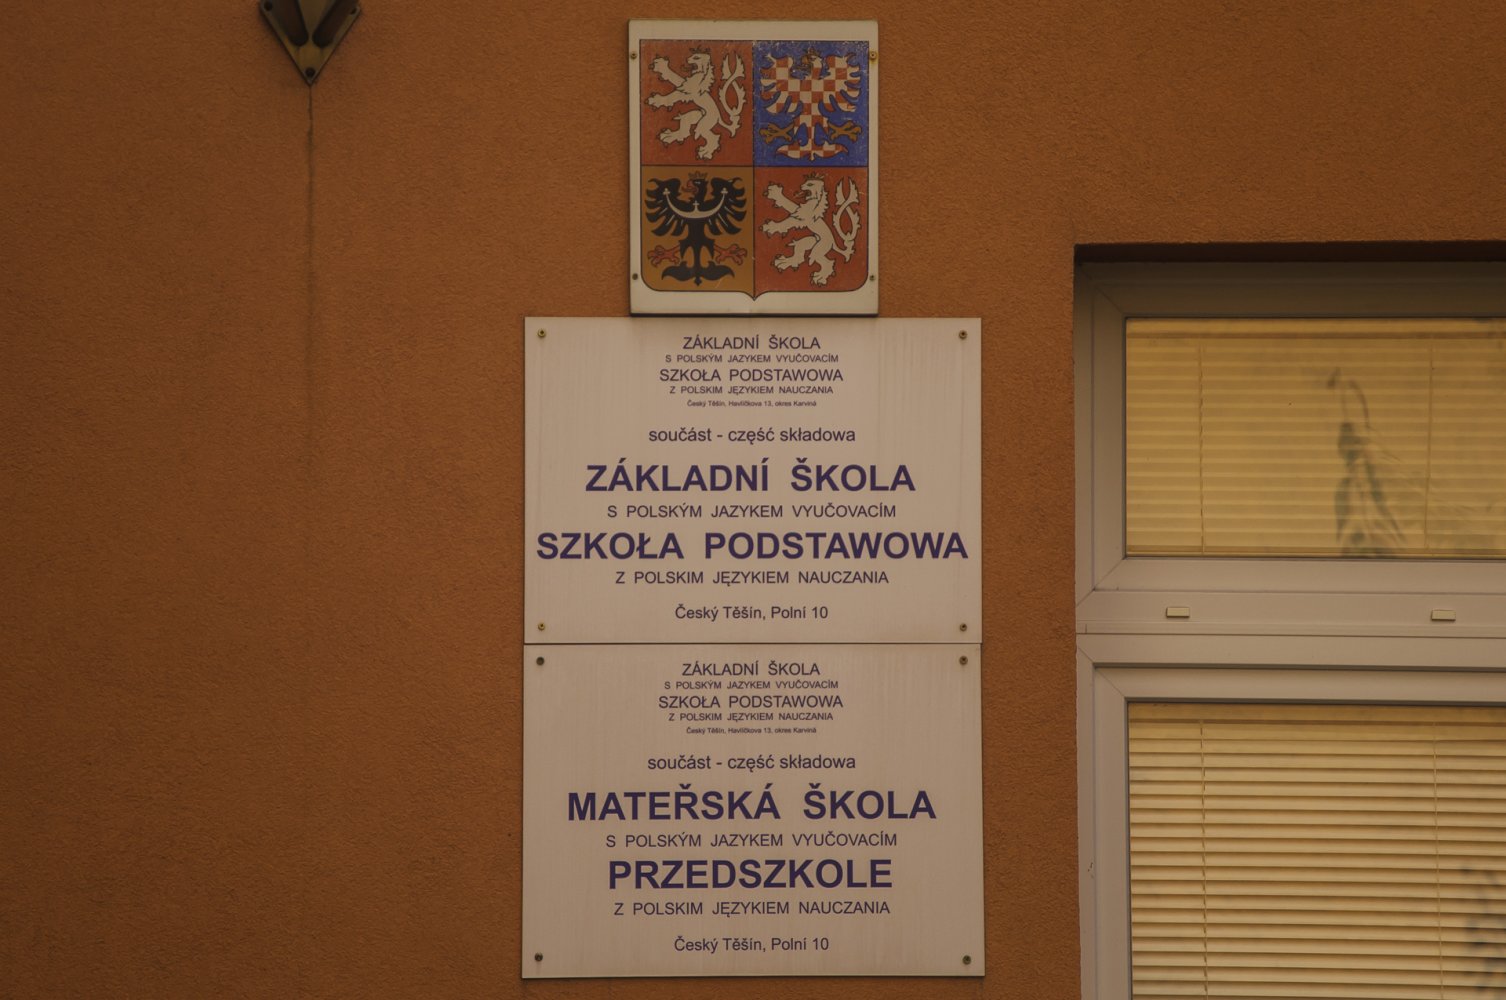 ZÁKLADNÍ ŠKOLA
S POLSKÝM JAZYKEM VYUČOVACÍM
SZKOŁA PODSTAWOWA
Z POLSKIM JĘZYKIEM NAUCZANIA
Český Těšín, Havlíčkova 13, okres Karviná
součást - część składowa
ZÁKLADNÍ ŠKOLA
S POLSKÝM JAZYKEM VYUČOVACÍM
SZKOŁA PODSTAWOWA
Z POLSKIM JĘZYKIEM NAUCZANIA
Český Těšín, Polní 10
ZÁKLADNÍ ŠKOLA
S POLSKÝM JAZYKEM VYUČOVACÍM
SZKOŁA PODSTAWOWA
Z POLSKIM JĘZYKIEM NAUCZANIA
Český Těšín, Havlíčkova 13, okres Karviná
součást - część składowa
MATEŘSKÁ ŠKOLA
S POLSKÝM JAZYKEM VYUČOVACÍM
PRZEDSZKOLE
Z POLSKIM JĘZYKIEM NAUCZANIA
Český Těšín, Polní 10